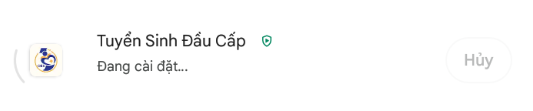 Tuyển Sinh Đầu Cấp
Đang cài đặt...
Hủy